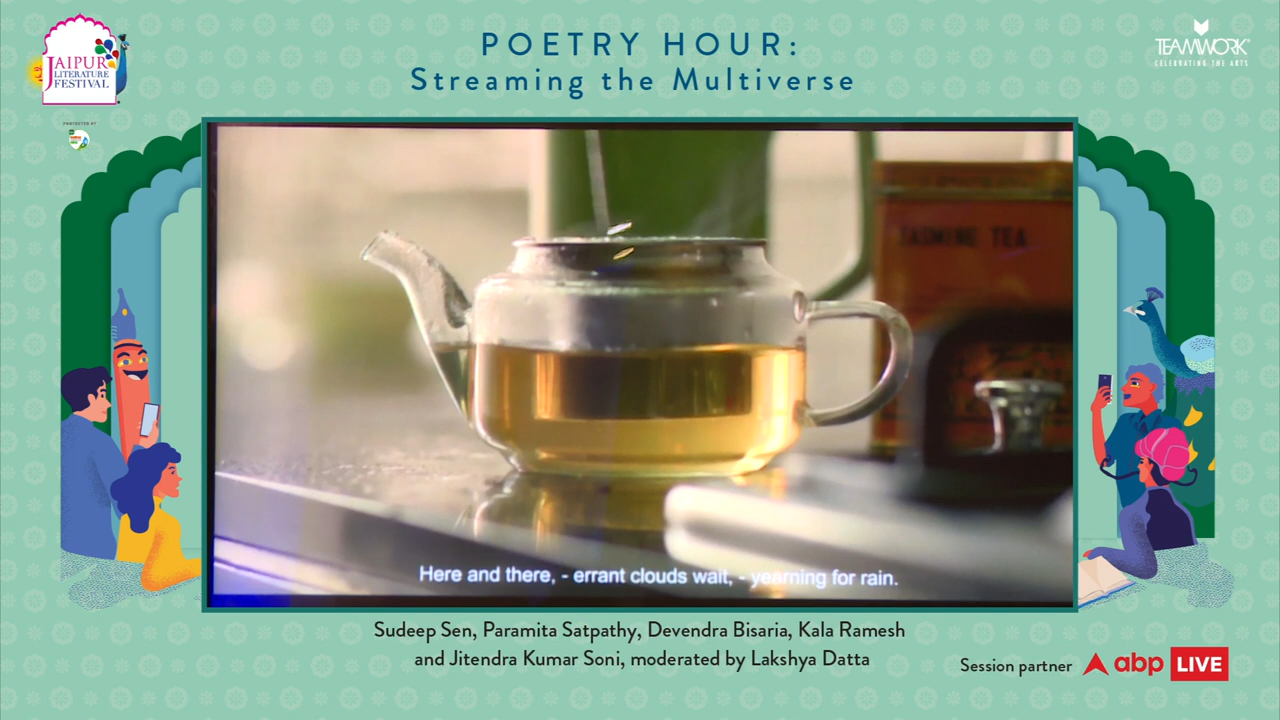 JAIPUR
LITERATURE
FESTIVAL
PROTECTED BY
POETRY HOUR:
Streaming the Multiverse
TEAMWORK
CELEBRATING THE ARTS
JASMINE TEA
Here and there, - errant clouds wait, - yearning for rain.
Sudeep Sen, Paramita Satpathy, Devendra Bisaria, Kala Ramesh
and Jitendra Kumar Soni, moderated by Lakshya Datta
Session partner
abp LIVE